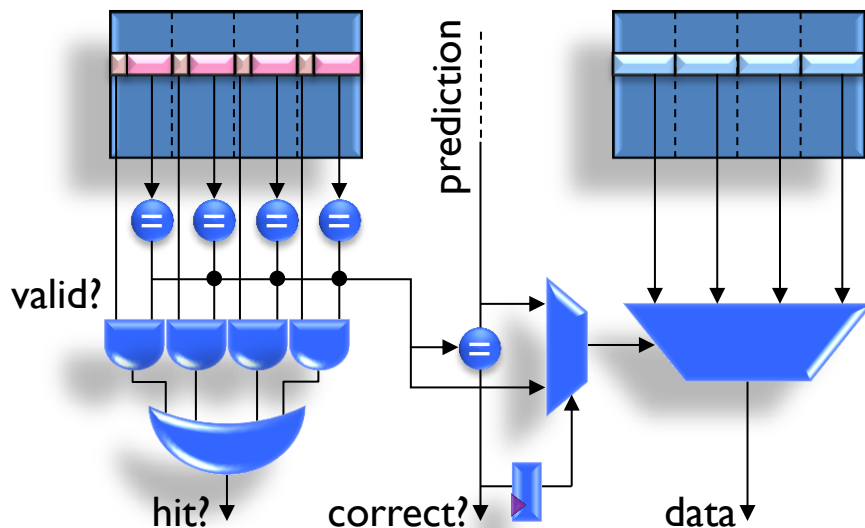 prediction
valid?
hit?
correct?
data